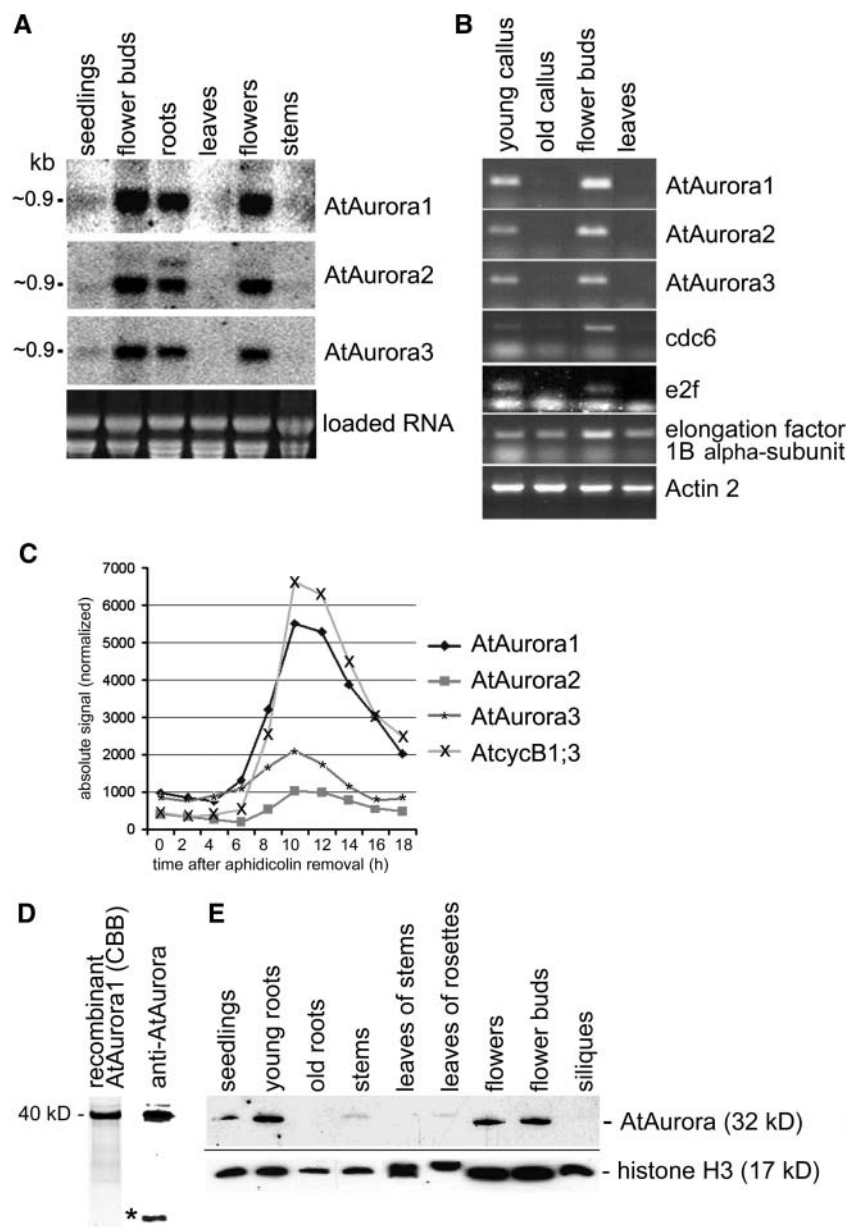 A
seedlings
flower buds
roots
leaves
flowers
stems
kb
~0.9
AtAurora1
~0.9
AtAurora2
~0.9
AtAurora3
loaded RNA
B
young callus
old callus
flower buds
leaves
AtAurora1
AtAurora2
AtAurora3
cdc6
e2f
elongation factor
1B alpha-subunit
Actin 2
C
absolute signal (normalized)
7000
6000
5000
4000
3000
2000
1000
0
0 2 4 6 8 10 12 14 16 18
time after aphidicolin removal (h)
AtAurora1
AtAurora2
AtAurora3
AtcycB1;3
D
recombinant
AtAurora1 (CBB)
anti-AtAurora
40 kD -
*
E
seedlings
young roots
old roots
stems
leaves of stems
leaves of rosettes
flowers
flower buds
siliques
- AtAurora (32 kD)
- histone H3 (17 kD)